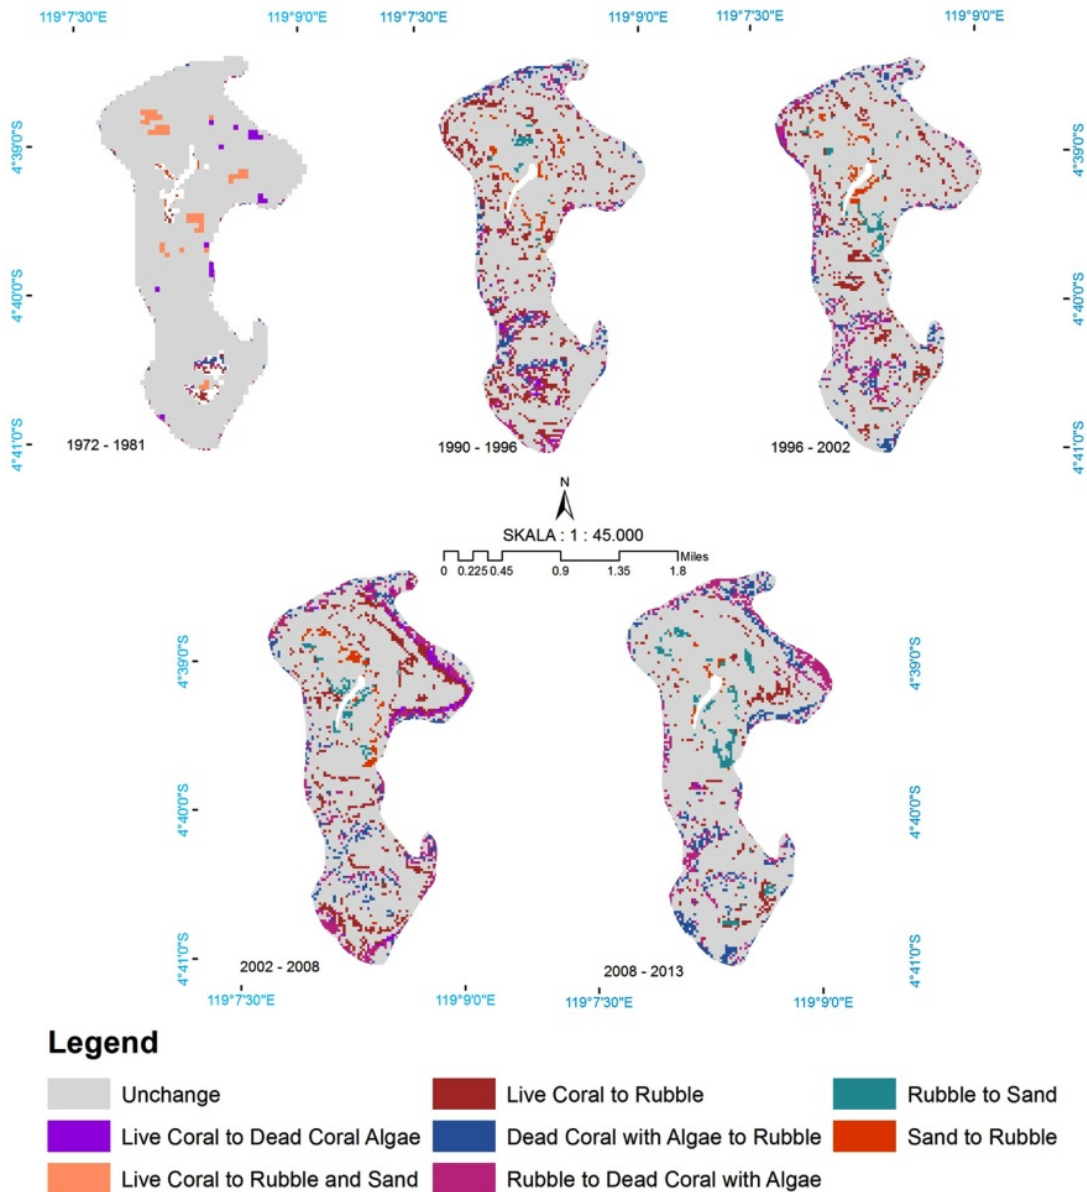 119°7'30"E 119°9'0"E 119°7'30"E 119°9'0"E 119°7'30"E 119°9'0"E
4°39'0"S 4°39'0"S
4°40'0"S 4°40'0"S
4°41'0"S 4°41'0"S
1972 - 1981 1990 - 1996 1996 - 2002
N
SKALA : 1 : 45.000
Miles
0 0.225 0.45 0.9 1.35 1.8
4°39'0"S 4°39'0"S
4°40'0"S 4°40'0"S
4°41'0"S 4°41'0"S
2002 - 2008 2008 - 2013
119°7'30"E 119°9'0"E 119°7'30"E 119°9'0"E
Legend
Unchange Live Coral to Rubble Rubble to Sand
Live Coral to Dead Coral Algae Dead Coral with Algae to Rubble Sand to Rubble
Live Coral to Rubble and Sand Rubble to Dead Coral with Algae